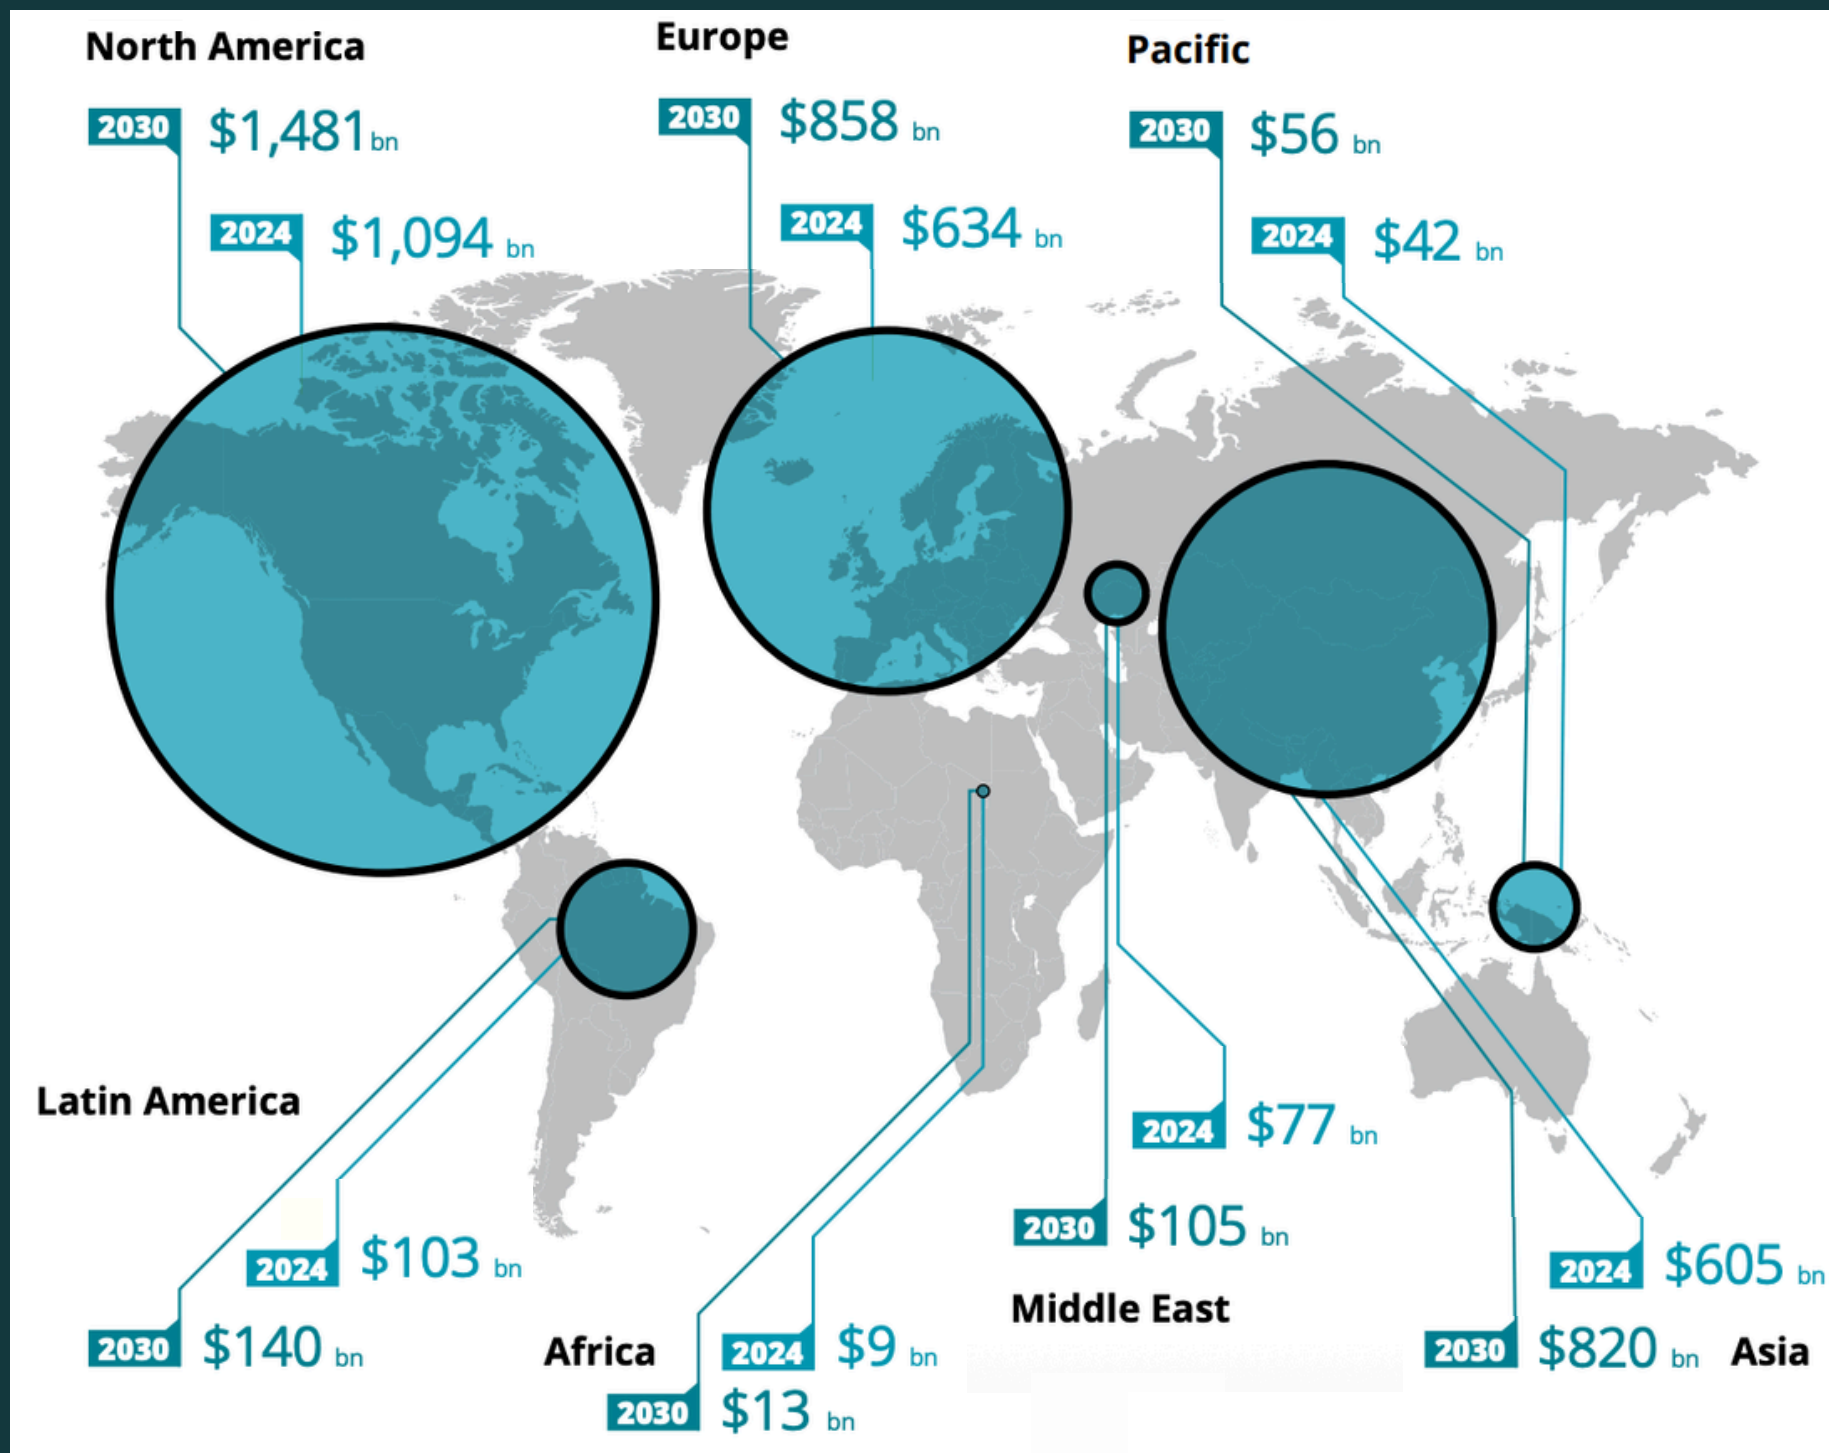 North America
2030 $1,481bn
2024 $1,094 bn
Europe
2030 $858 bn
2024 $634 bn
Pacific
2030 $56 bn
2024 $42 bn
Latin America
2024 $103 bn
2030 $140 bn
Africa
2024 $9 bn
2030 $13 bn
2024 $77 bn
2030 $105 bn
Middle East
2024 $605 bn
2030 $820 bn Asia